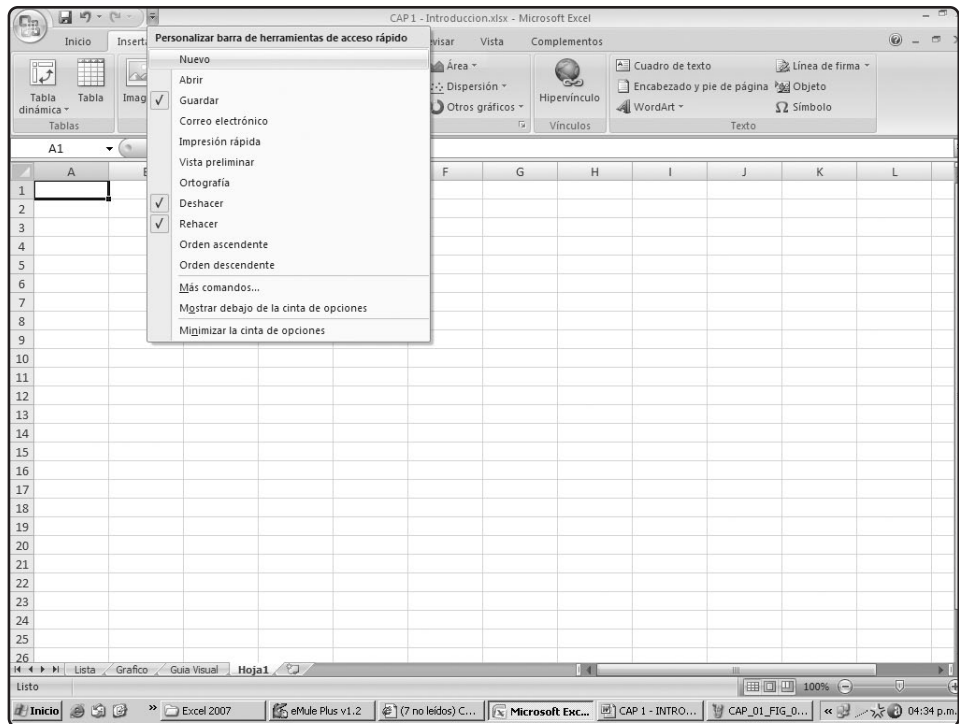 CAP 1 - Introduccion.xlsx - Microsoft Excel
Inicio Vista Complementos
Personalizar barra de herramientas de acceso rápido
Nuevo
Abrir
Guardar
Correo electrónico
Impresión rápida
Vista preliminar
Ortografía
Deshacer
Rehacer
Orden ascendente
Orden descendente
Más comandos...
Mostrar debajo de la cinta de opciones
Minimizar la cinta de opciones
Tabla dinámica
Tabla
Tablas
Imag
Área
Dispersión
Otros gráficos
Hipervínculo
Vínculos
Cuadro de texto
Encabezado y pie de página
WordArt
Línea de firma
Objeto
Símbolo
Texto
A1
A F G H I J K L
1
2
3
4
5
6
7
8
9
10
11
12
13
14
15
16
17
18
19
20
21
22
23
24
25
26
Lista Grafico Guia Visual Hoja1
Listo 100%
Inicio » Excel 2007 eMule Plus v1.2 (7 no leídos) C... Microsoft Exc... CAP 1 - INTRO... CAP_01_FIG_0... « 04:34 p.m.